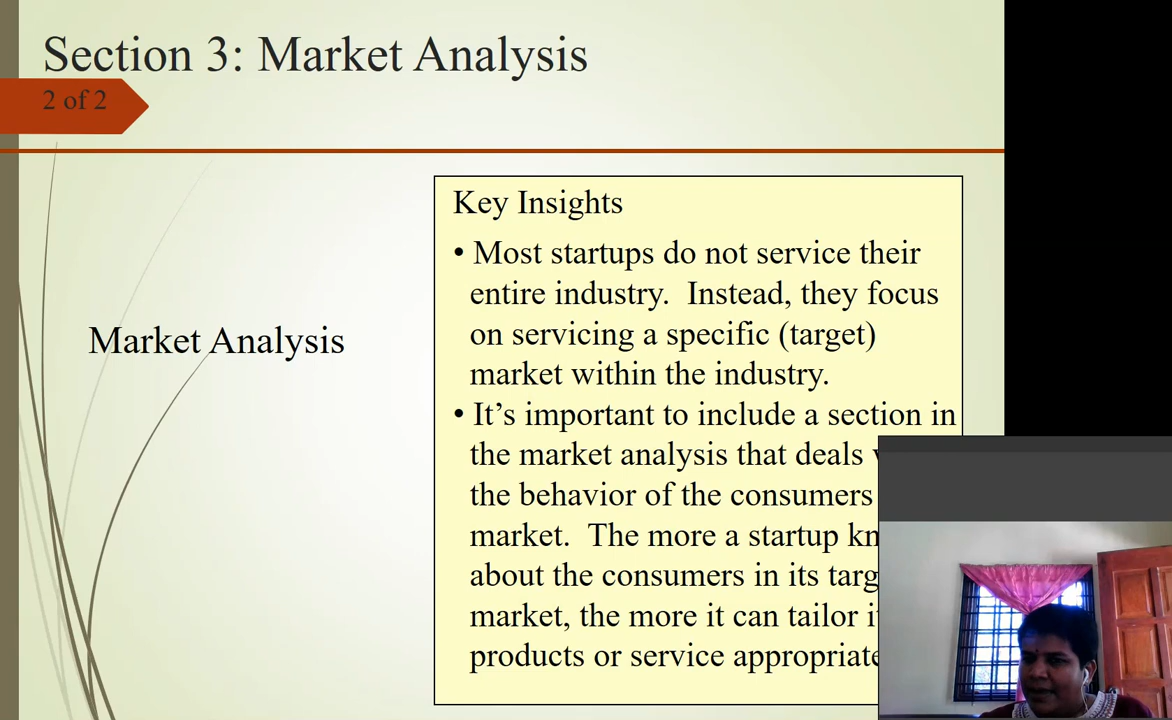 Section 3: Market Analysis
2 of 2
Market Analysis
Key Insights
• Most startups do not service their
entire industry.  Instead, they focus
on servicing a specific (target)
market within the industry.
• It’s important to include a section in
the market analysis that deals
the behavior of the consumers
market.  The more a startup
about the consumers in its
market, the more it can tailor
products or service